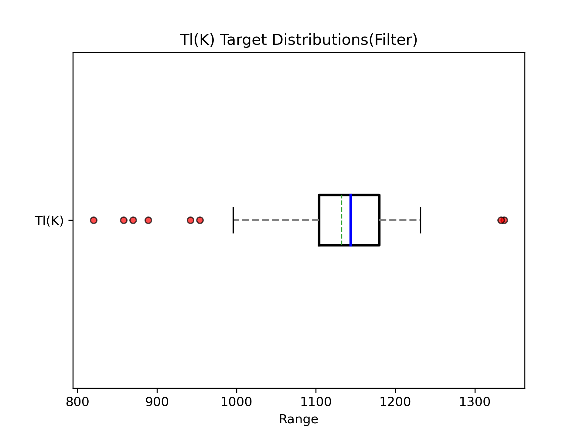 Tl(K) Target Distributions(Filter)
Tl(K)
800 900 1000 1100 1200 1300
Range